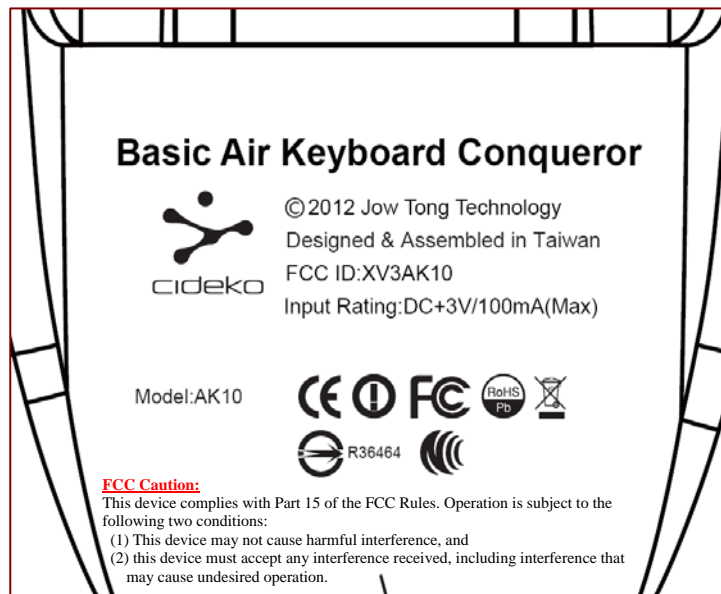 Basic Air Keyboard Conqueror
cideko
©2012 Jow Tong Technology
Designed & Assembled in Taiwan
FCC ID:XV3AK10
Input Rating:DC+3V/100mA(Max)
Model:AK10
CE FC RoHS
Pb
R36464
FCC Caution:
This device complies with Part 15 of the FCC Rules. Operation is subject to the
following two conditions:
(1) This device may not cause harmful interference, and
(2) this device must accept any interference received, including interference that
may cause undesired operation.